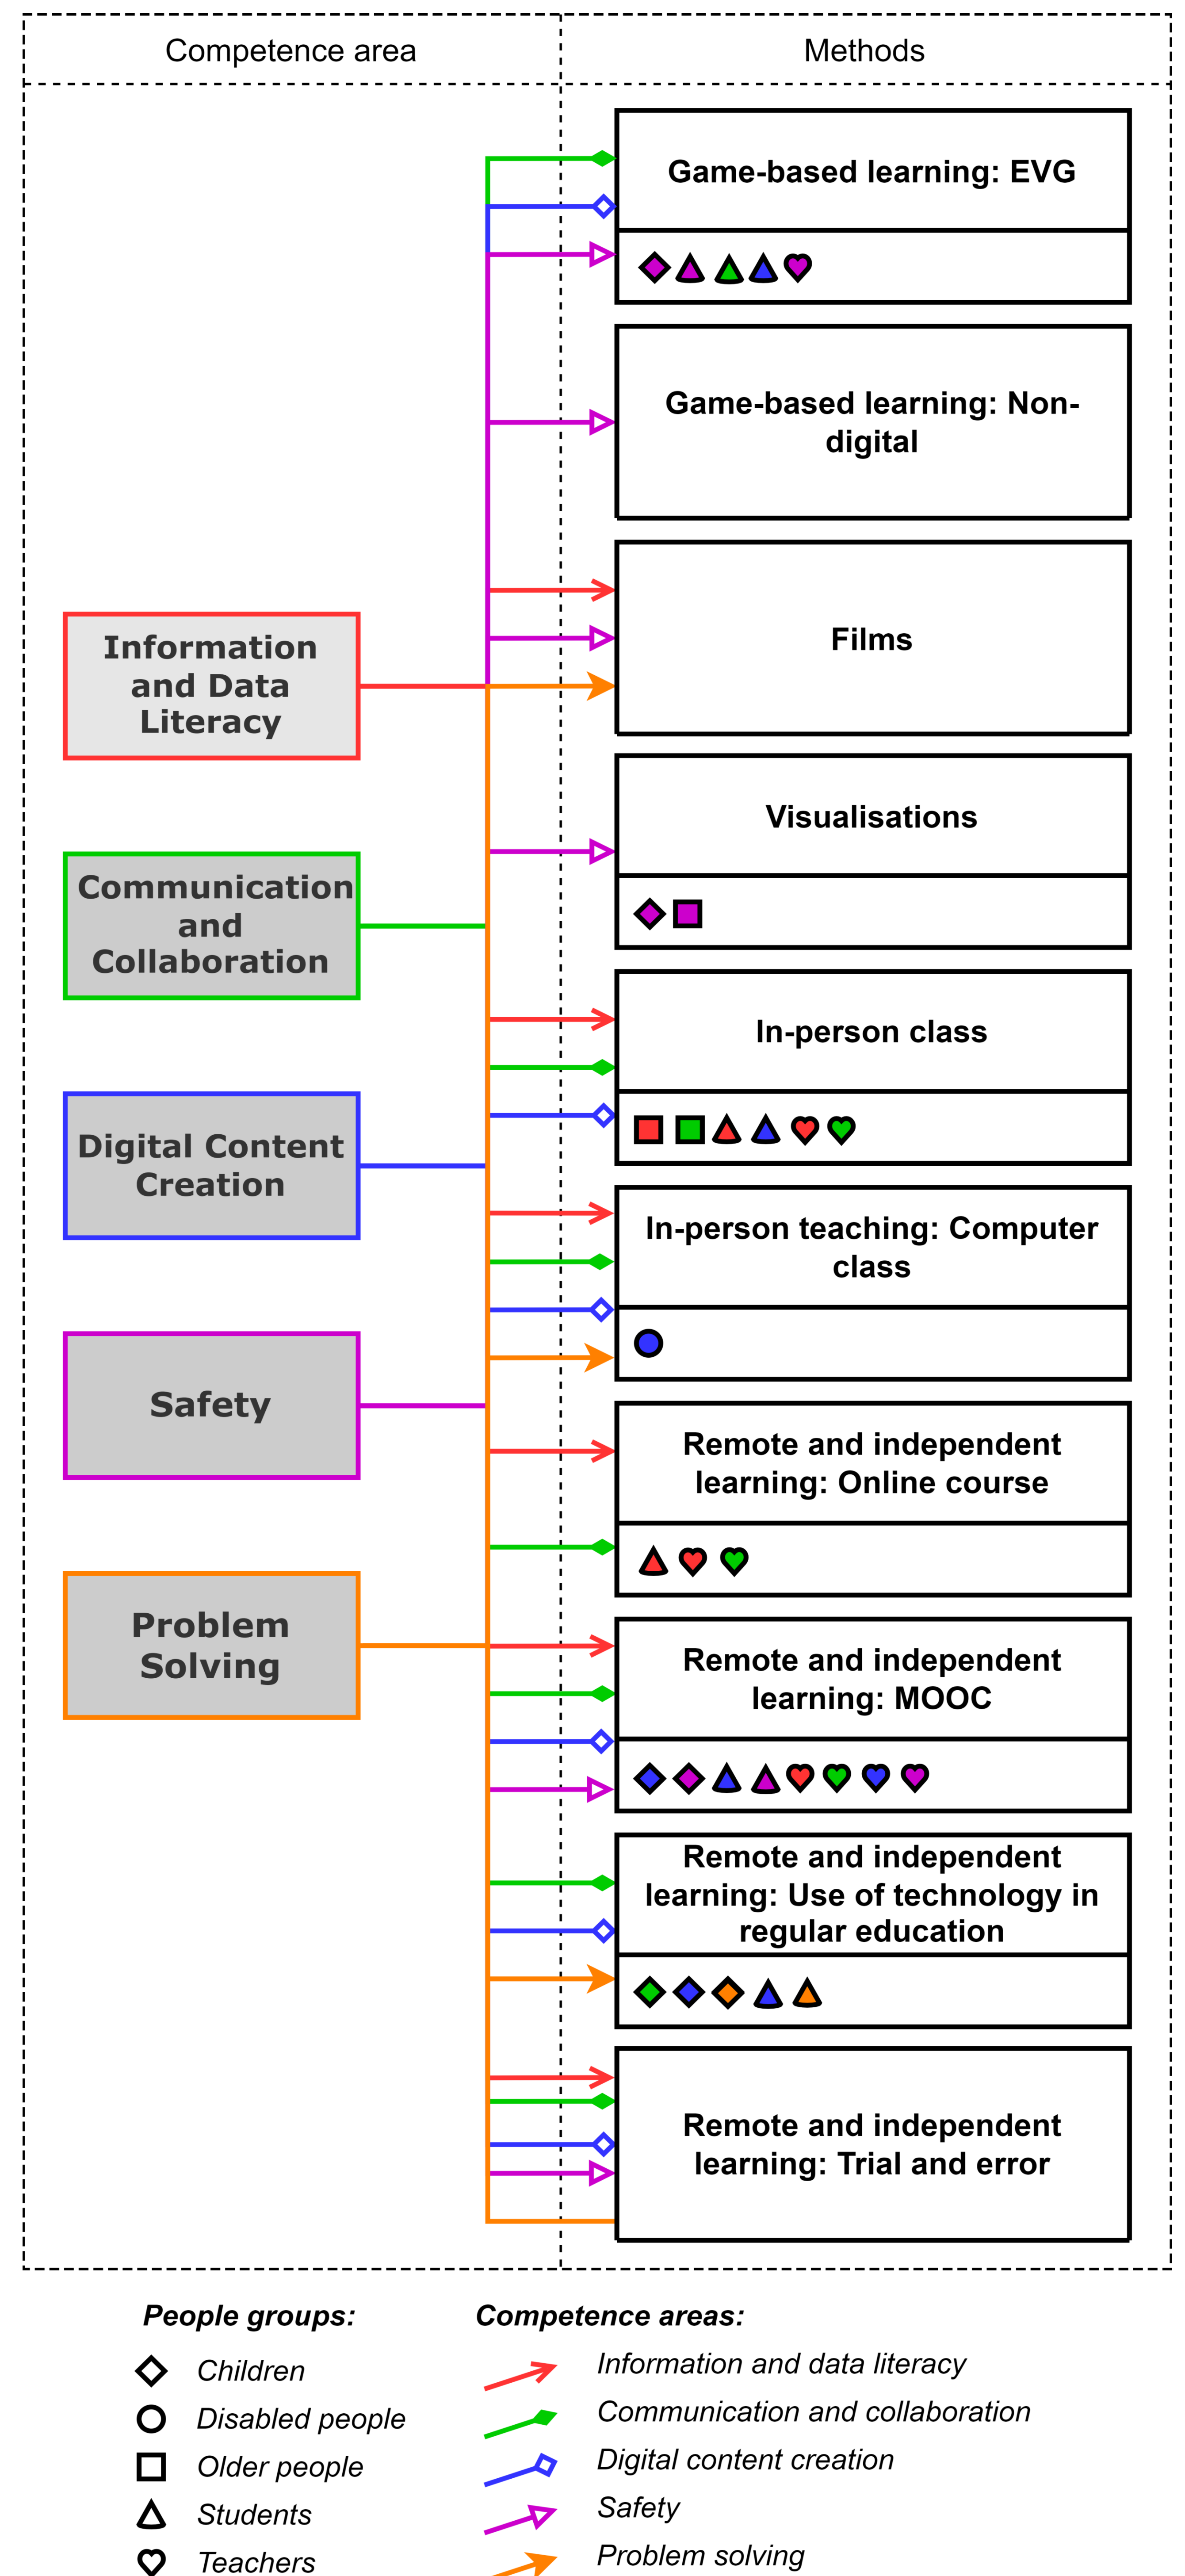 Competence area
Methods
Game-based learning: EVG
Game-based learning: Non-
digital
Films
Information
and Data
Literacy
Visualisations
Communication
and
Collaboration
In-person class
Digital Content
Creation
In-person teaching: Computer
class
Safety
Remote and independent
learning: Online course
Problem
Solving
Remote and independent
learning: MOOC
Remote and independent
learning: Use of technology in
regular education
Remote and independent
learning: Trial and error
People groups:
Children
Disabled people
Older people
Students
Teachers
Competence areas:
Information and data literacy
Communication and collaboration
Digital content creation
Safety
Problem solving